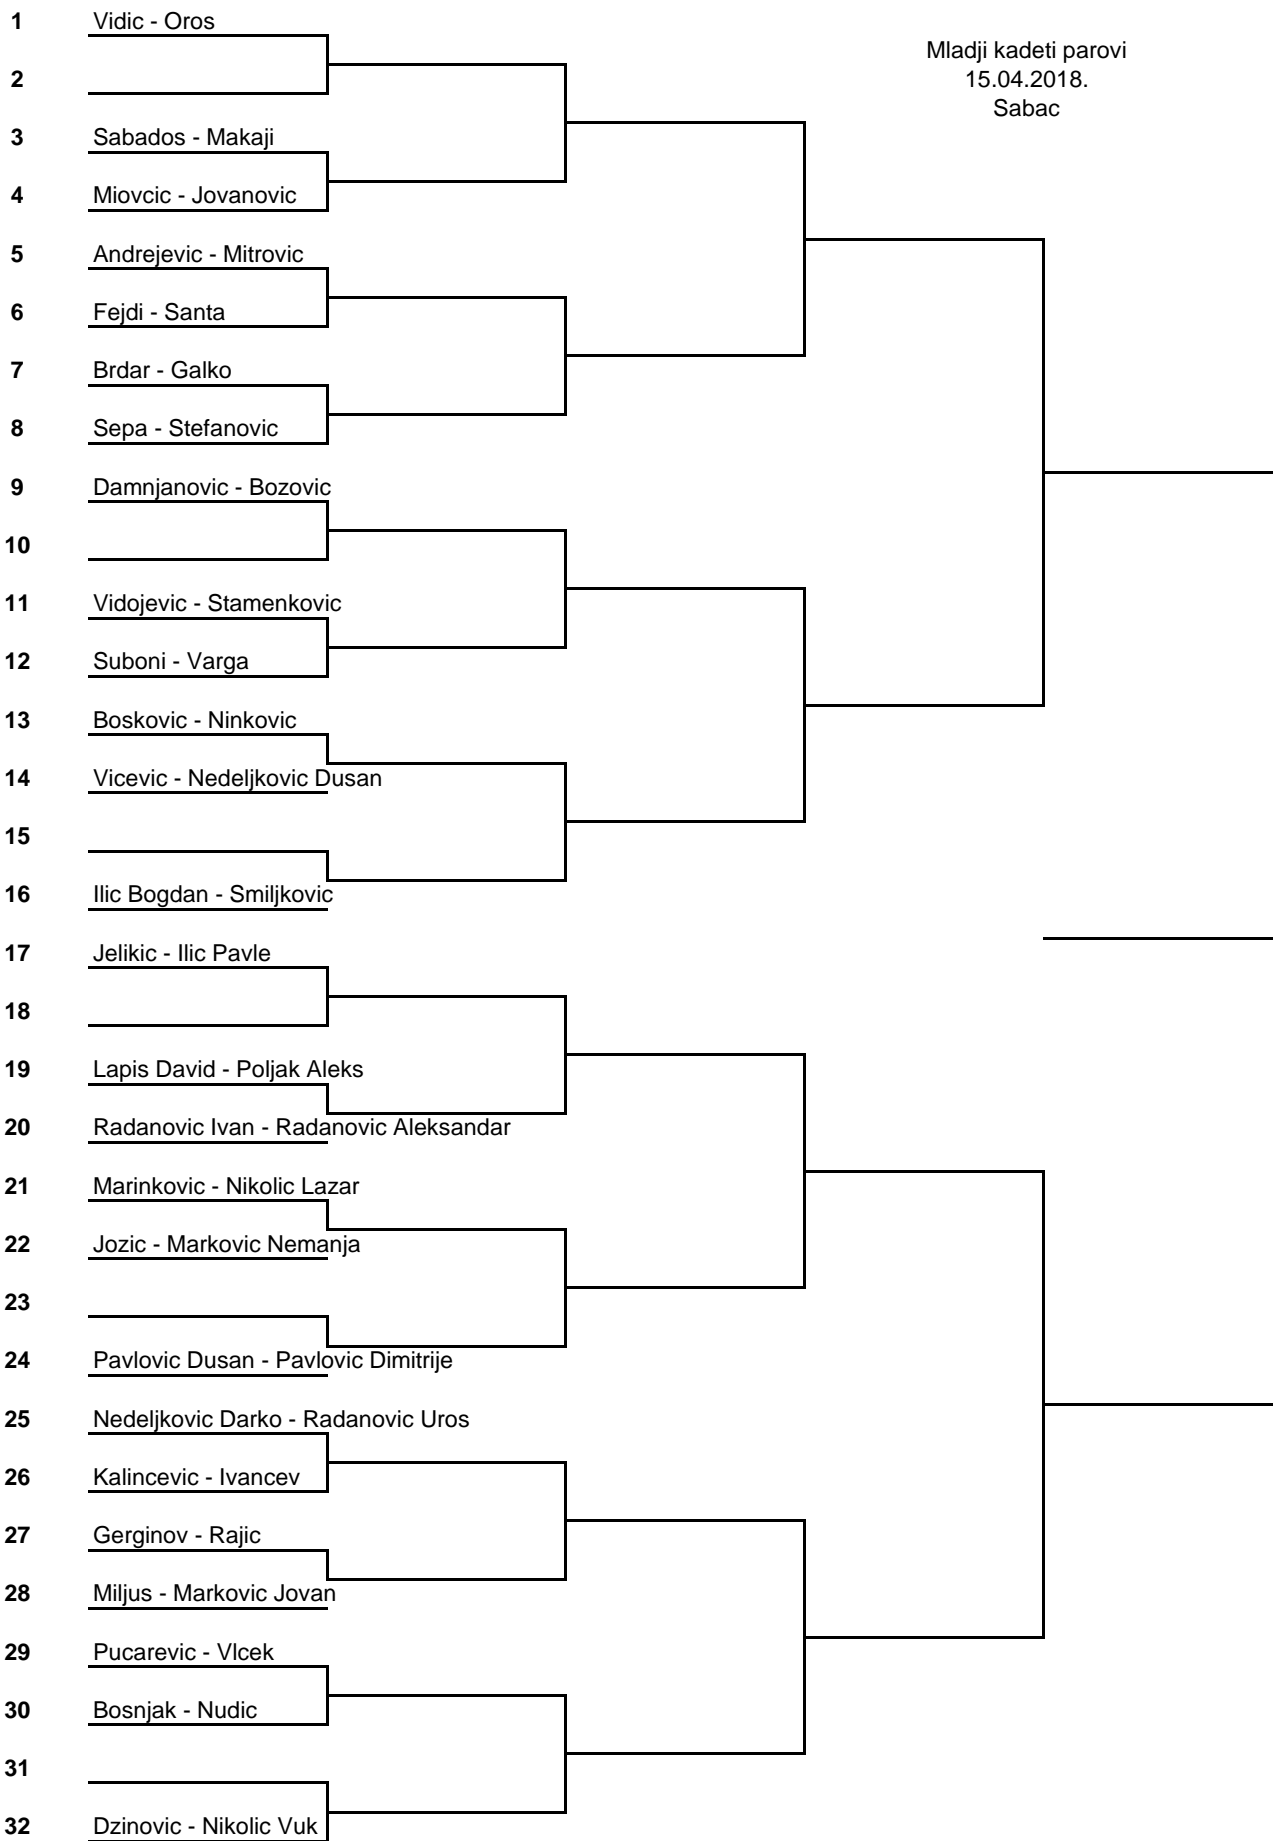 Mladji kadeti parovi
15.04.2018.
Sabac
1 Vidic - Oros
2
3 Sabados - Makaji
4 Miovcic - Jovanovic
5 Andrejevic - Mitrovic
6 Fejdi - Santa
7 Brdar - Galko
8 Sepa - Stefanovic
9 Damnjanovic - Bozovic
10
11 Vidojevic - Stamenkovic
12 Suboni - Varga
13 Boskovic - Ninkovic
14 Vicevic - Nedeljkovic Dusan
15
16 Ilic Bogdan - Smiljkovic
17 Jelikic - Ilic Pavle
18
19 Lapis David - Poljak Aleks
20 Radanovic Ivan - Radanovic Aleksandar
21 Marinkovic - Nikolic Lazar
22 Jozic - Markovic Nemanja
23
24 Pavlovic Dusan - Pavlovic Dimitrije
25 Nedeljkovic Darko - Radanovic Uros
26 Kalincevic - Ivancev
27 Gerginov - Rajic
28 Miljus - Markovic Jovan
29 Pucarevic - Vlcek
30 Bosnjak - Nudic
31
32 Dzinovic - Nikolic Vuk